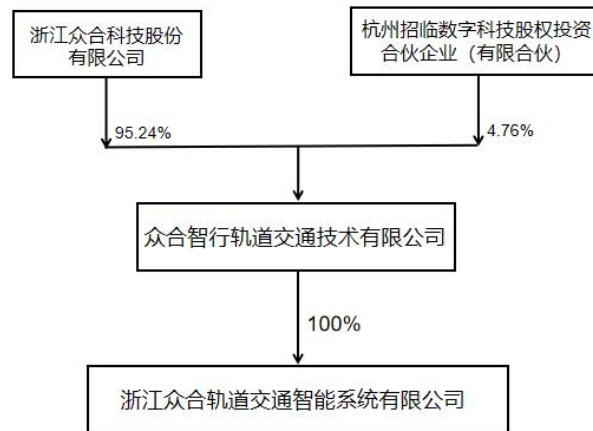 浙江众合科技股份
有限公司
杭州招临数字科技股权投资
合伙企业（有限合伙）
95.24%
4.76%
众合智行轨道交通技术有限公司
100%
浙江众合轨道交通智能系统有限公司